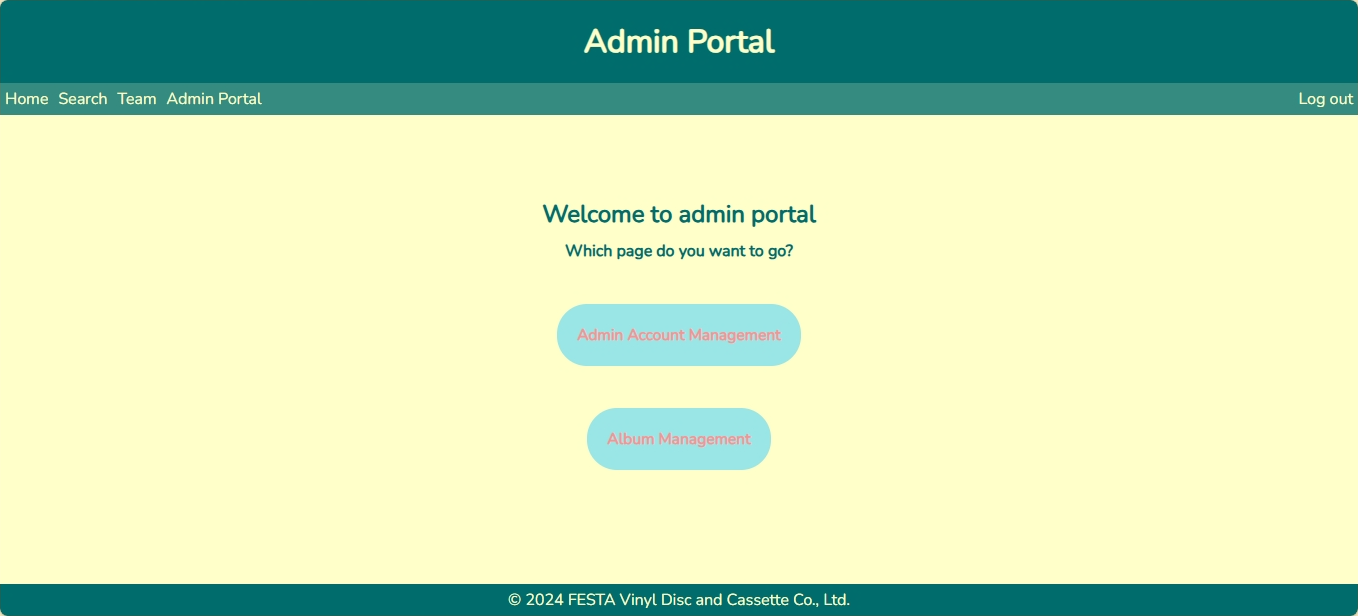 Admin Portal
Home Search Team Admin Portal Log out
Welcome to admin portal
Which page do you want to go?
Admin Account Management
Album Management
© 2024 FESTA Vinyl Disc and Cassette Co., Ltd.